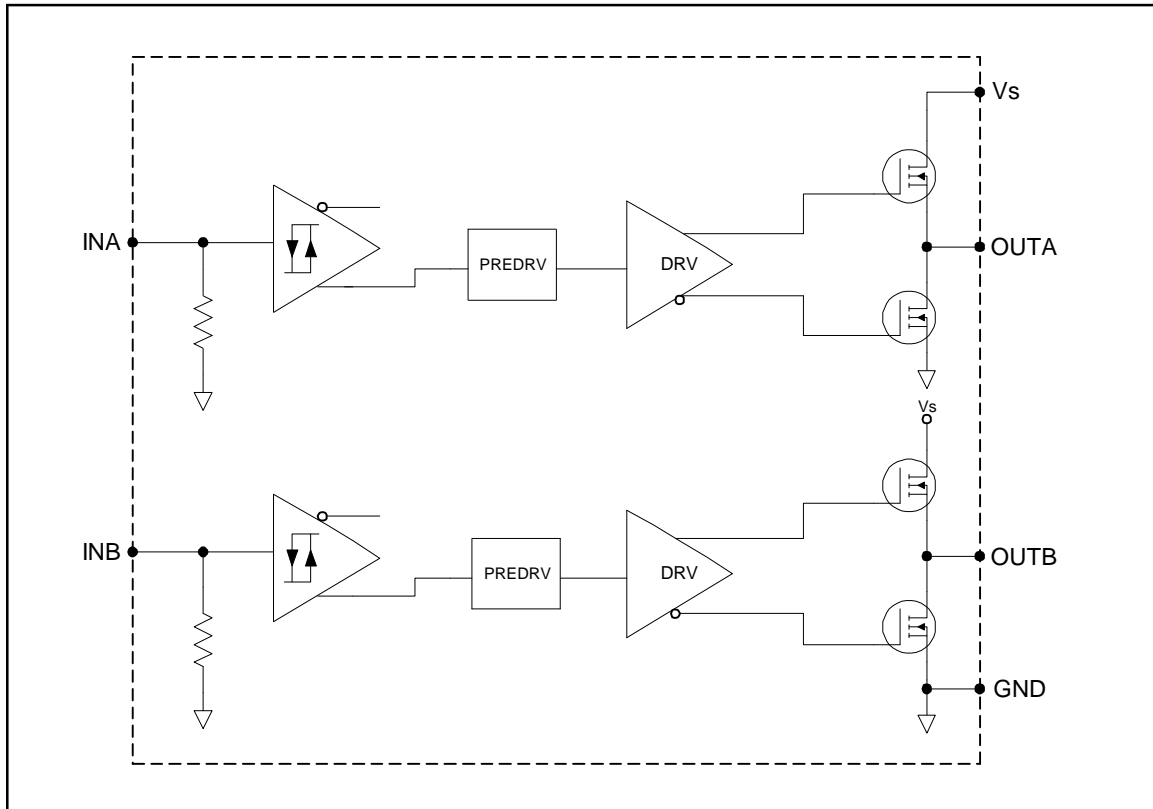 Vs
INA
PREDRV
DRV
OUTA
Vs
INB
PREDRV
DRV
OUTB
GND